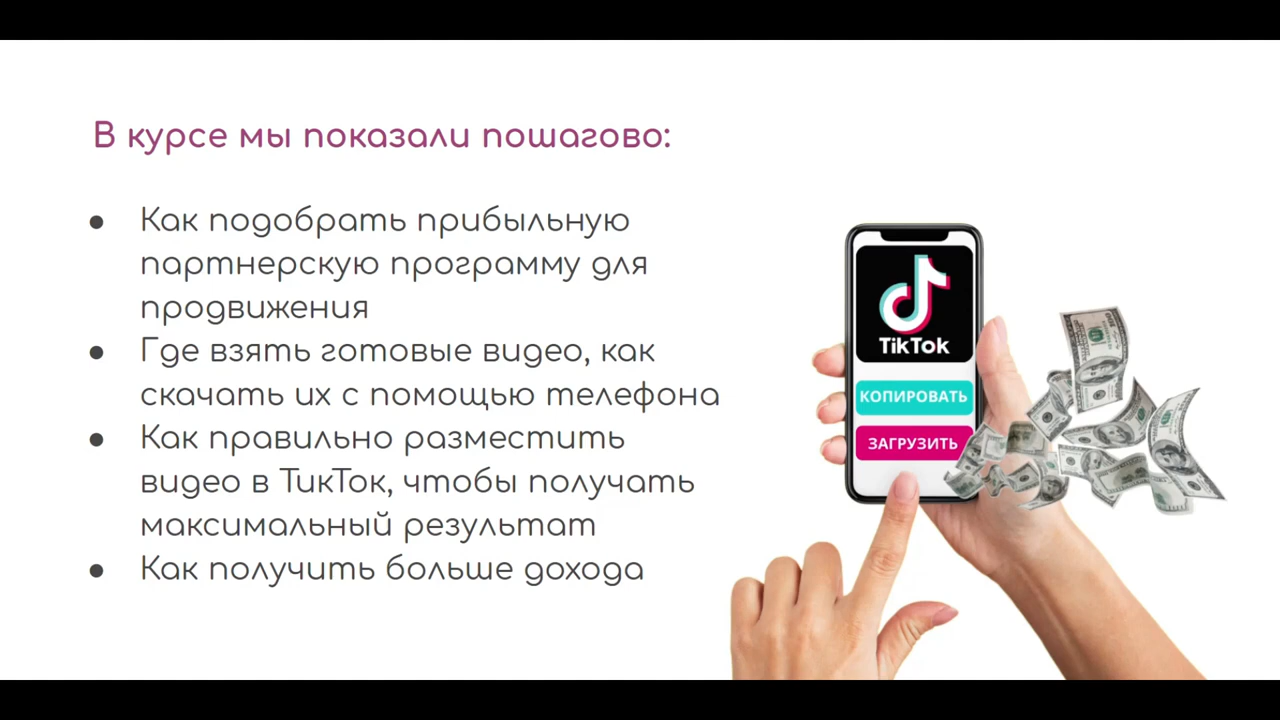 В курсе мы показали пошагово:
● Как подобрать прибыльную
партнерскую программу для
продвижения
● Где взять готовые видео, как
скачать их с помощью телефона
● Как правильно разместить
видео в ТикТок, чтобы получать
максимальный результат
● Как получить больше дохода
TikTok
КОПИРОВАТЬ
ЗАГРУЗИТЬ